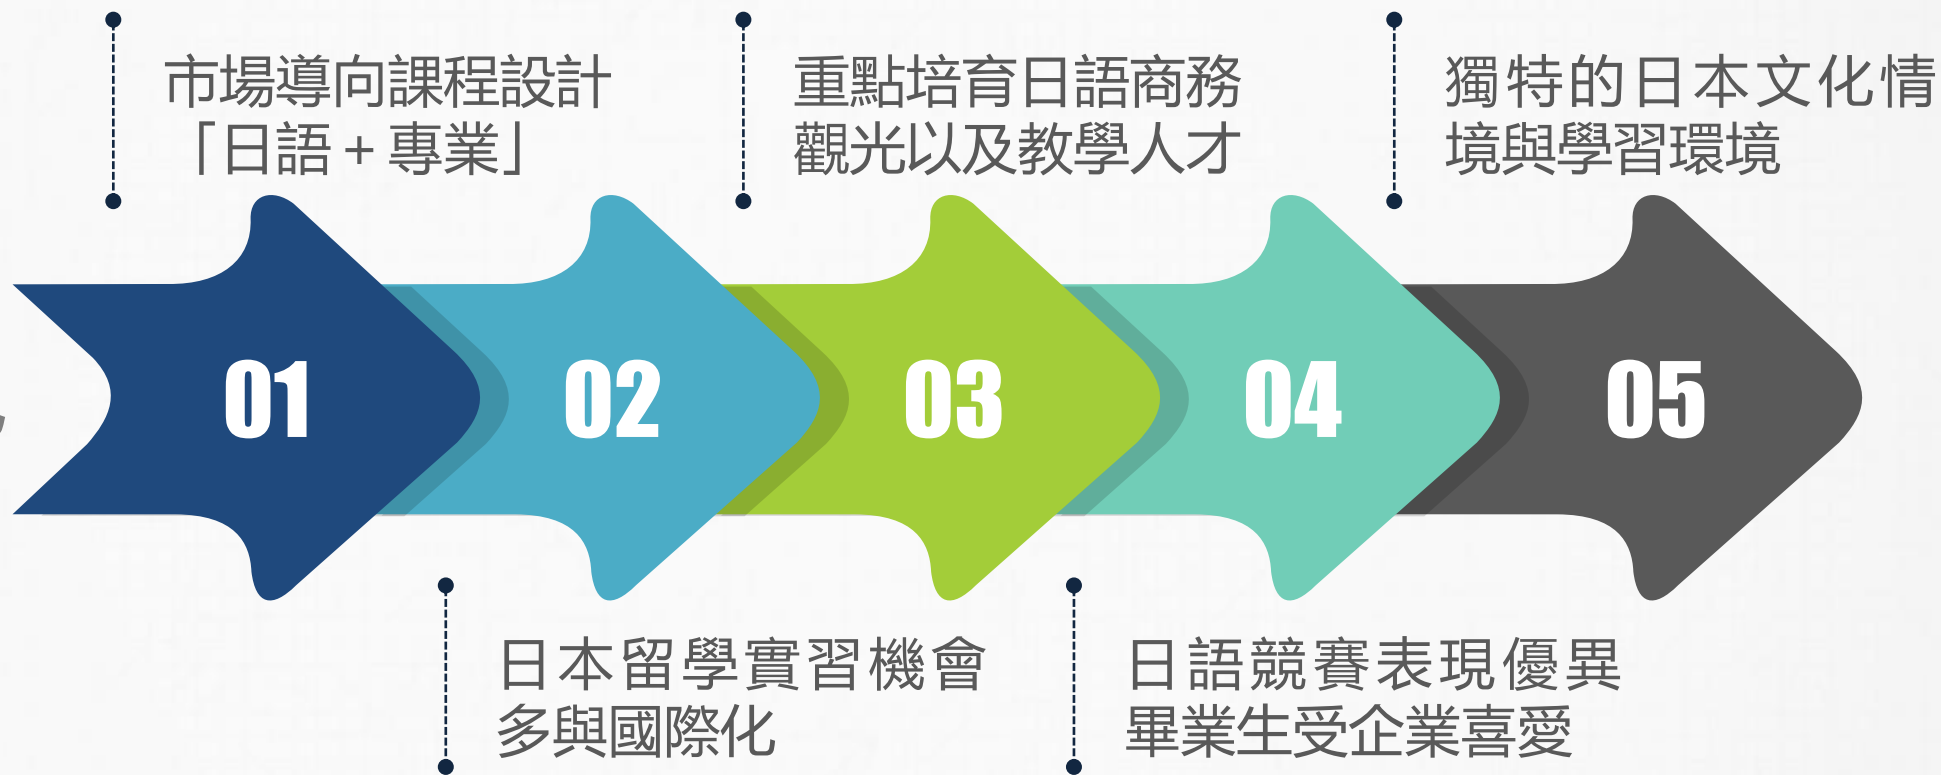 市場導向課程設計
「日語+專業」
重點培育日語商務
觀光以及教學人才
獨特的日本文化情
境與學習環境
01
02
03
04
05
日本留學實習機會
多與國際化
日語競賽表現優異
畢業生受企業喜愛